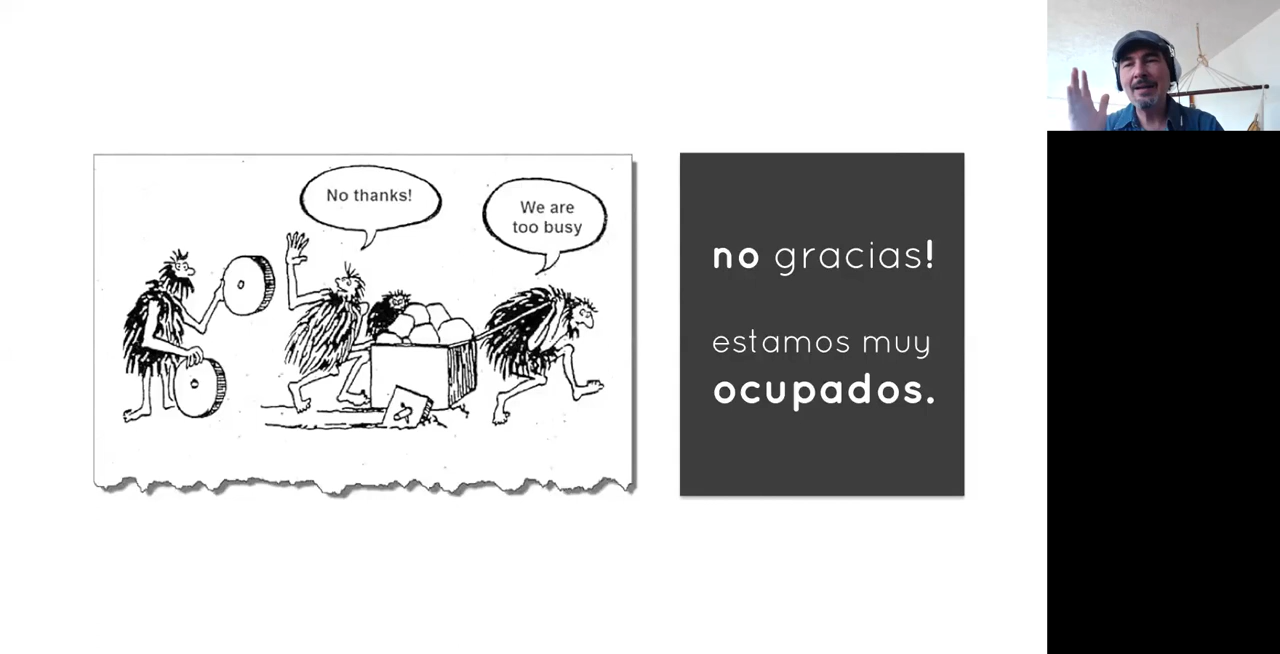 No thanks!
We are
too busy
no gracias!
estamos muy
ocupados.